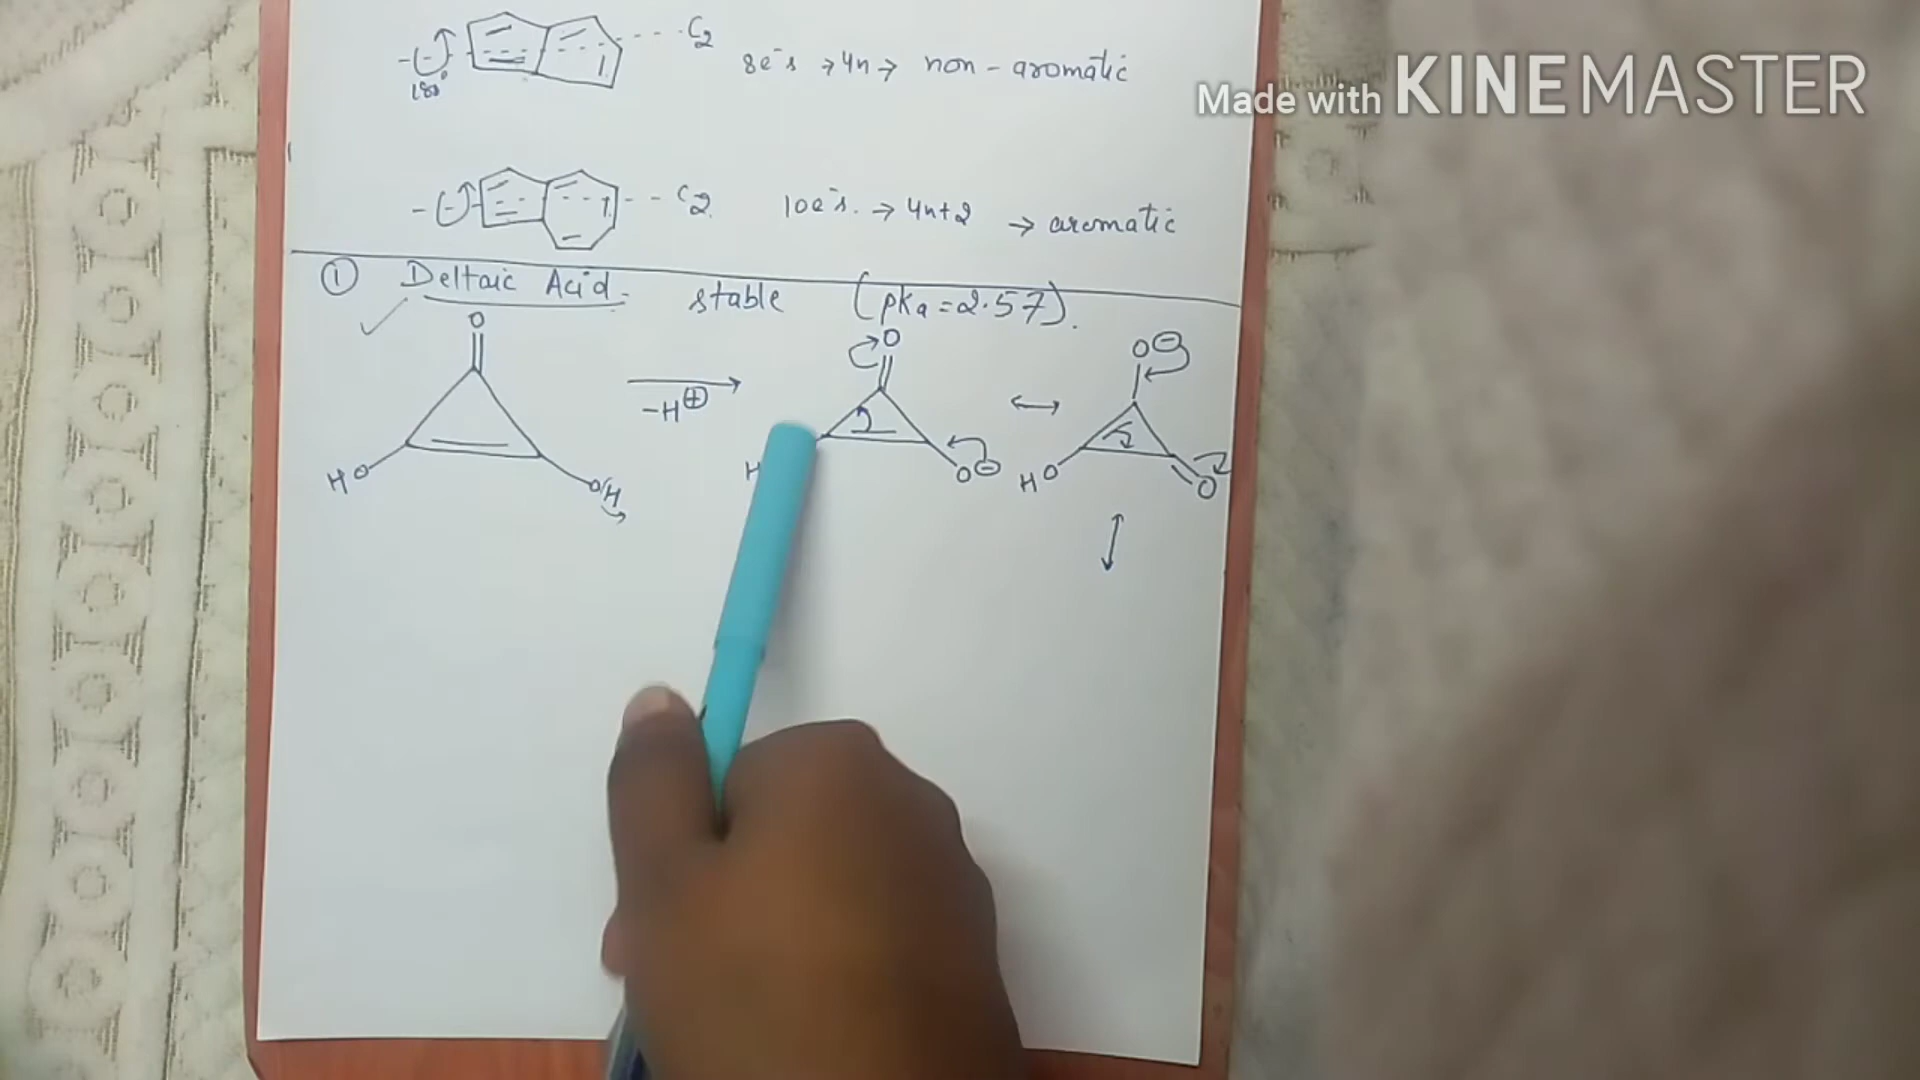 C2
180°
8e⁻s → 4n → non-aromatic
Made with KINEMASTER
C2
10e⁻s. → 4n+2 → aromatic
① Deltaic Acid. stable (pKa = 2.57).
O
O
O⊖
-H⊕
HO
OH
H
O⊖
HO
O